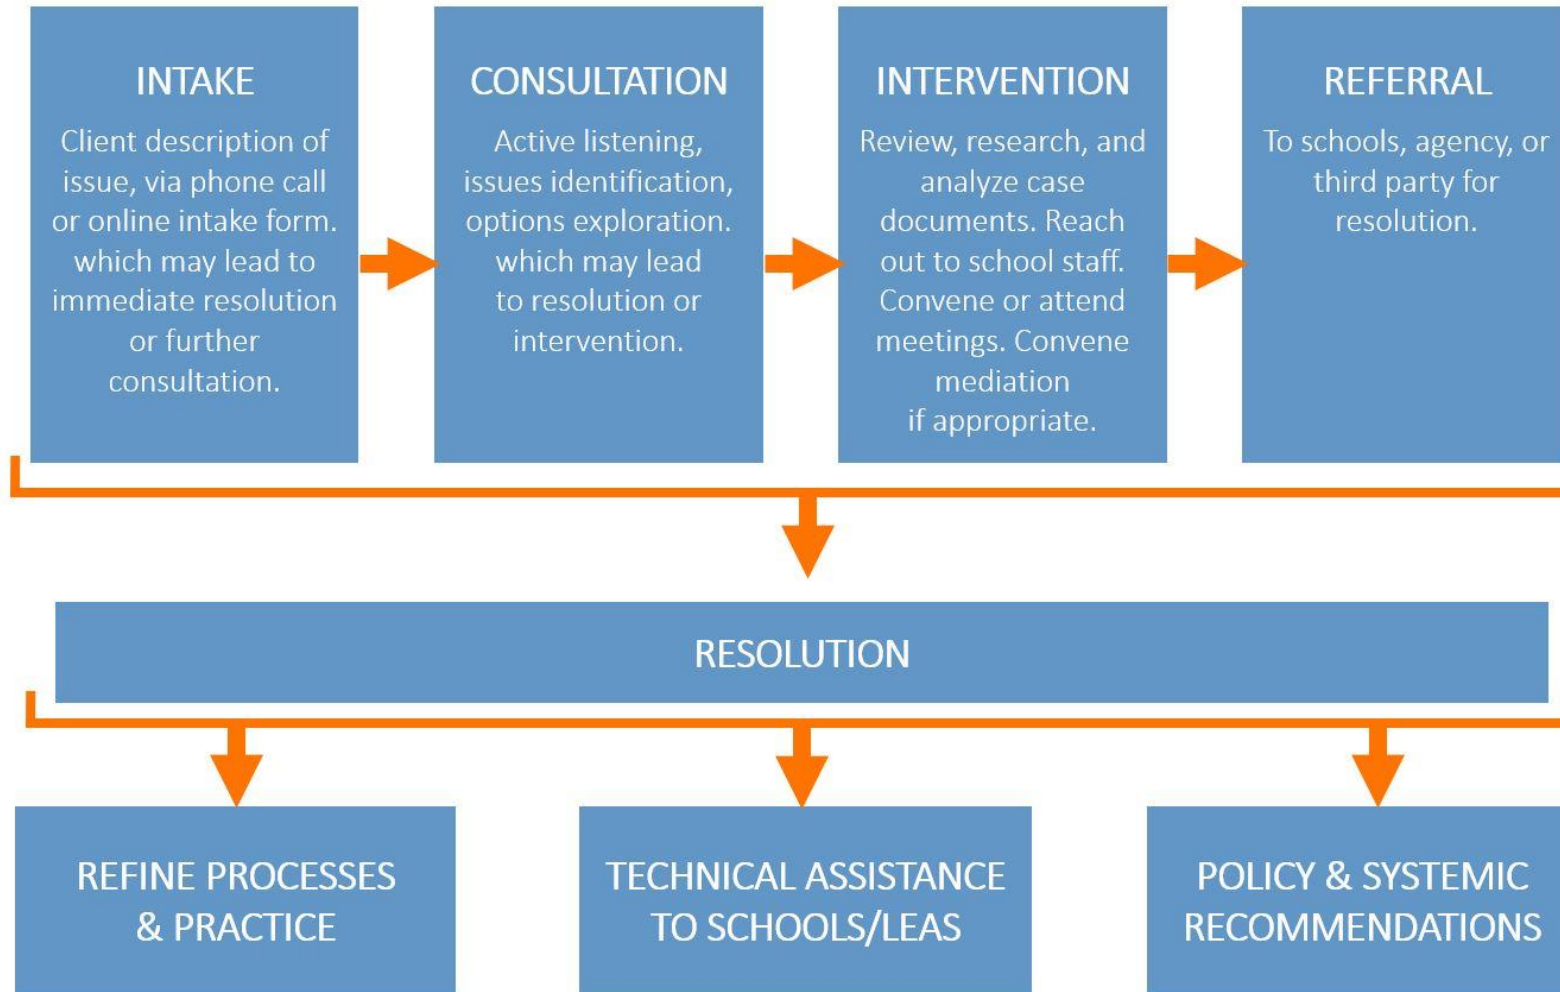 INTAKE
Client description of
issue, via phone call
or online intake form.
which may lead to
immediate resolution
or further
consultation.
CONSULTATION
Active listening,
issues identification,
options exploration.
which may lead
to resolution or
intervention.
INTERVENTION
Review, research, and
analyze case
documents. Reach
out to school staff.
Convene or attend
meetings. Convene
mediation
if appropriate.
REFERRAL
To schools, agency, or
third party for
resolution.
RESOLUTION
REFINE PROCESSES
& PRACTICE
TECHNICAL ASSISTANCE
TO SCHOOLS/LEAS
POLICY & SYSTEMIC
RECOMMENDATIONS